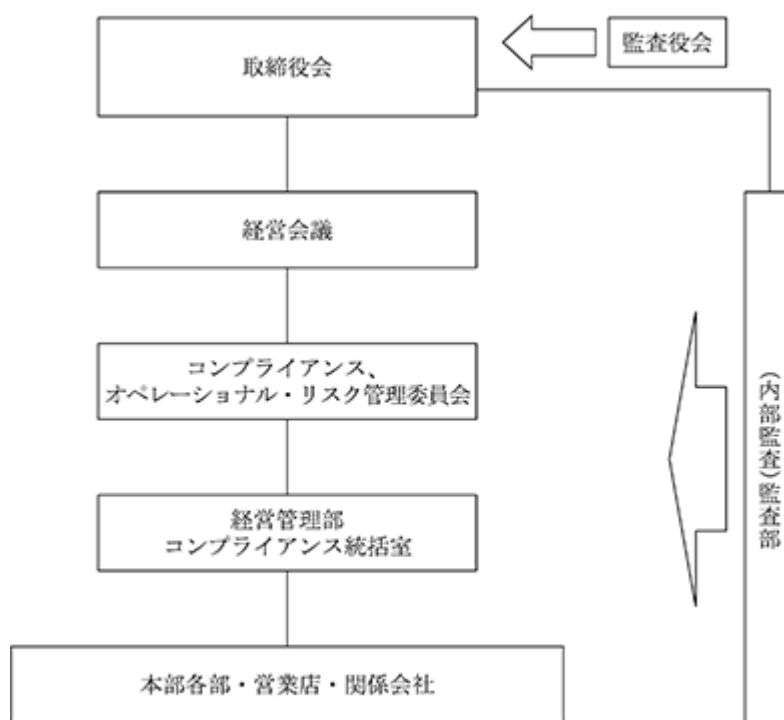 取締役会
監査役会
経営会議
コンプライアンス、
オペレーショナル・リスク管理委員会
経営管理部
コンプライアンス統括室
本部各部・営業店・関係会社
(内部監査)監査部